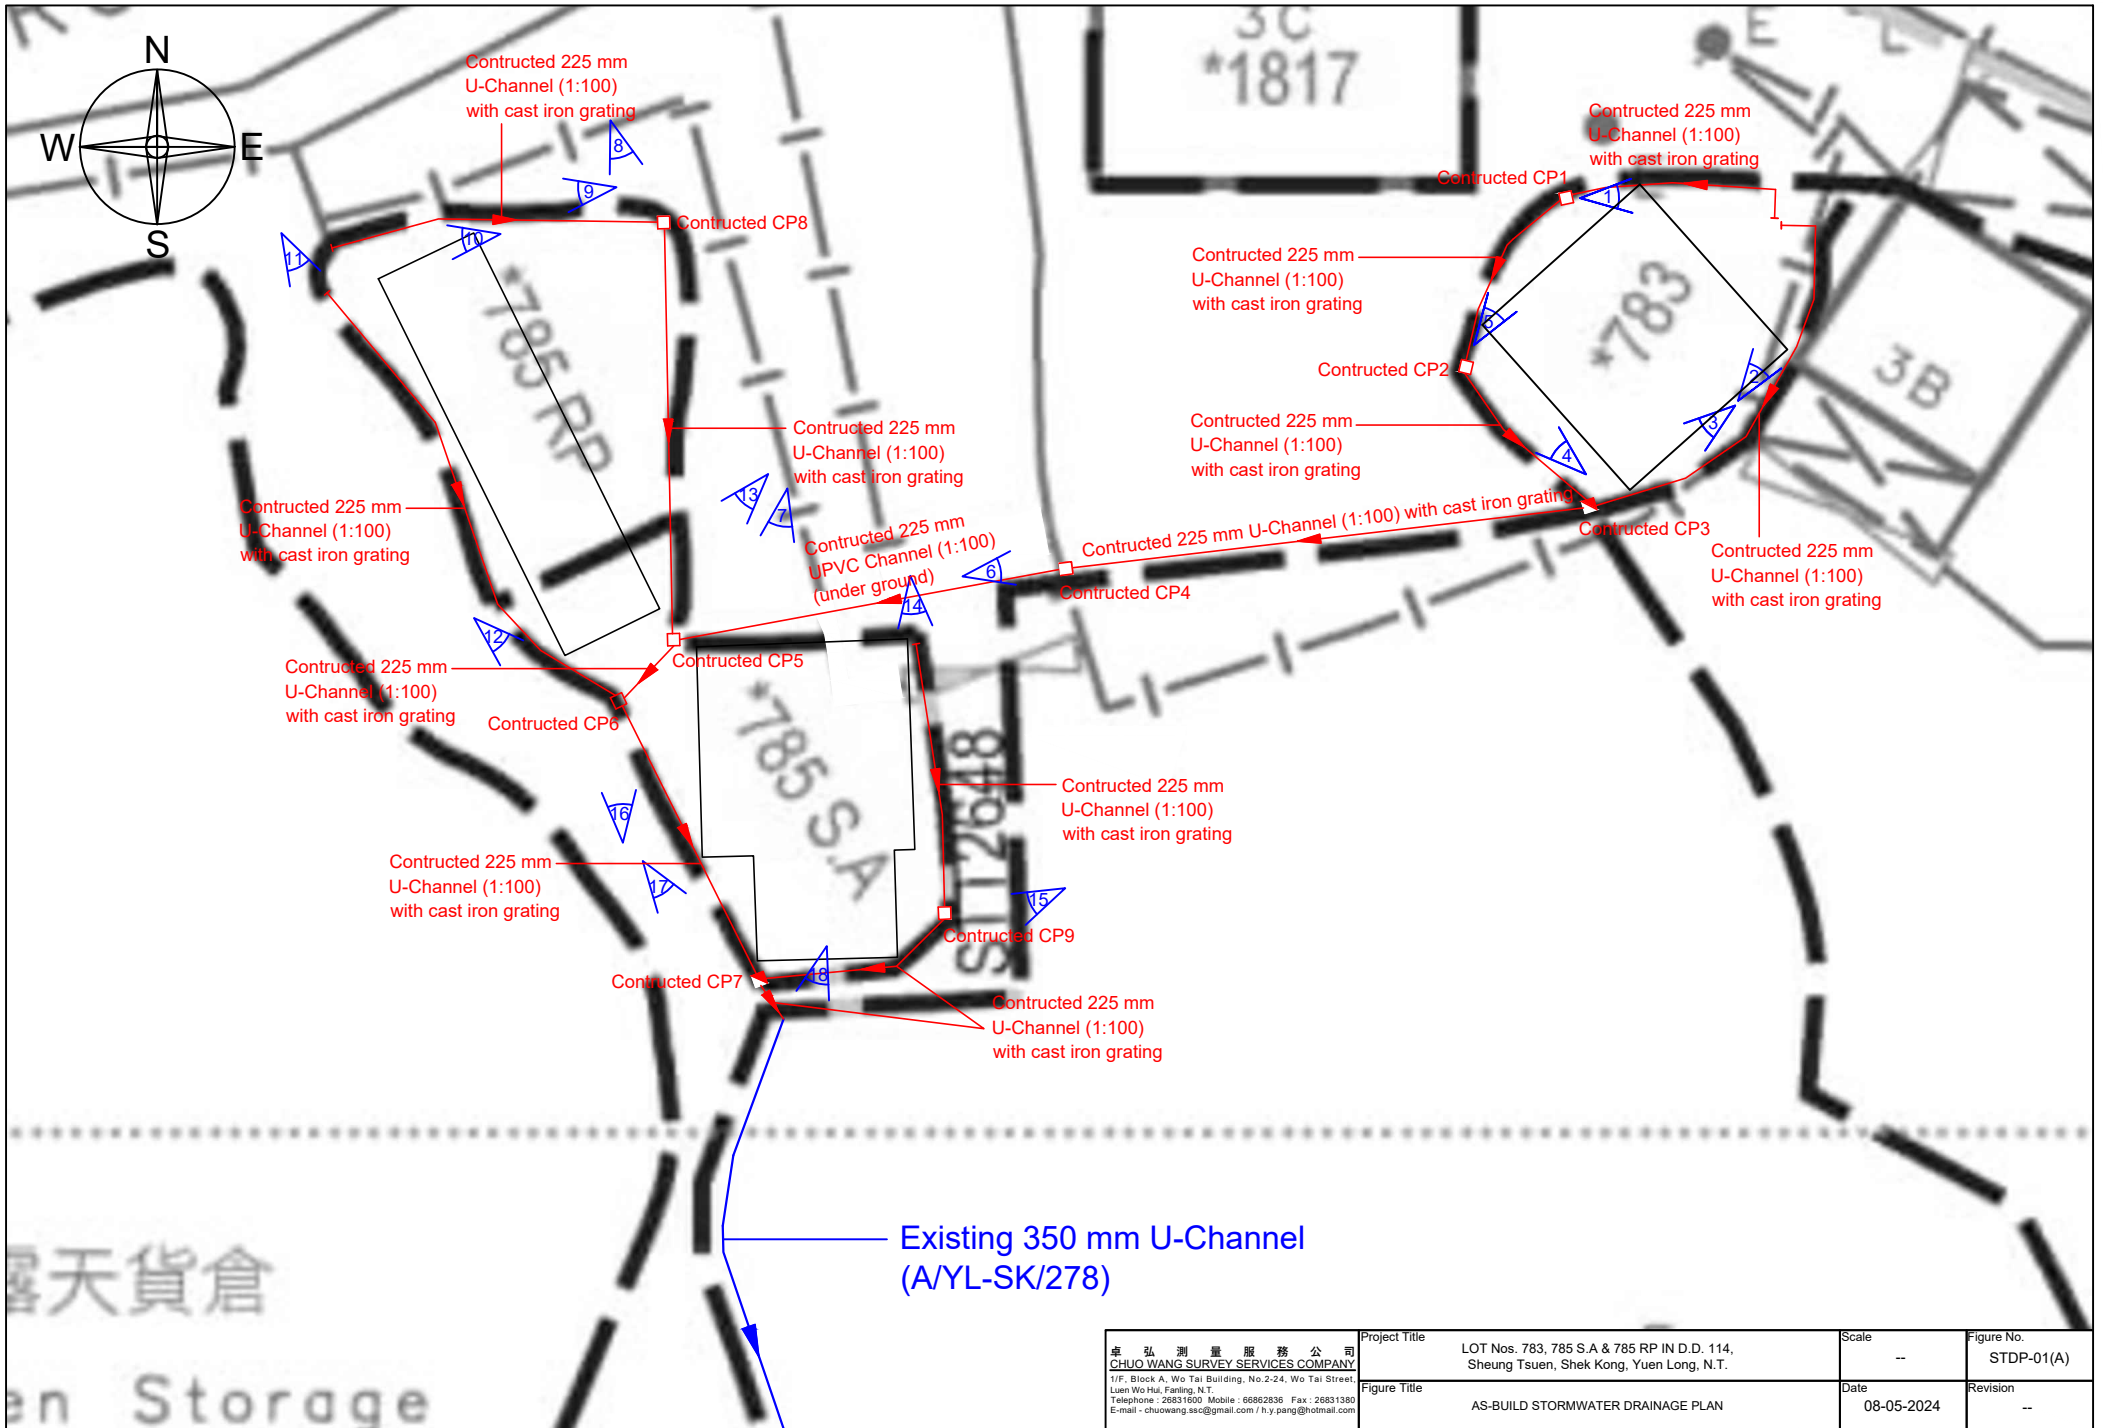 N
W
E
S
Contructed 225 mm
U-Channel (1:100)
with cast iron grating
3C
*1817
E
Contructed 225 mm
U-Channel (1:100)
with cast iron grating
Contructed CP1
1
8
9
Contructed CP8
10
11
*785 RP
Contructed 225 mm
U-Channel (1:100)
with cast iron grating
5
*783
3B
Contructed CP2
2
3
4
Contructed 225 mm
U-Channel (1:100)
with cast iron grating
Contructed 225 mm
U-Channel (1:100)
with cast iron grating
13
7
Contructed 225 mm
U-Channel (1:100)
with cast iron grating
Contructed 225 mm
UPVC Channel (1:100)
(under ground)
Contructed 225 mm U-Channel (1:100) with cast iron grating
Contructed CP3
Contructed 225 mm
U-Channel (1:100)
with cast iron grating
6
Contructed CP4
14
12
Contructed CP5
Contructed 225 mm
U-Channel (1:100)
with cast iron grating
Contructed CP6
*785 S.A
STT2648
Contructed 225 mm
U-Channel (1:100)
with cast iron grating
16
17
Contructed 225 mm
U-Channel (1:100)
with cast iron grating
15
Contructed CP9
Contructed CP7
18
Contructed 225 mm
U-Channel (1:100)
with cast iron grating
Existing 350 mm U-Channel
(A/YL-SK/278)
露天貨倉
en Storage
卓弘測量服務公司
CHUO WANG SURVEY SERVICES COMPANY
1/F, Block A, Wo Tai Building, No.2-24, Wo Tai Street,
Luen Wo Hui, Fanling, N.T.
Telephone : 26831600 Mobile : 66862836 Fax : 26831380
E-mail - chuowang.ssc@gmail.com / h.y.pang@hotmail.com
Project Title
LOT Nos. 783, 785 S.A & 785 RP IN D.D. 114,
Sheung Tsuen, Shek Kong, Yuen Long, N.T.
Figure Title
AS-BUILD STORMWATER DRAINAGE PLAN
Scale
--
Figure No.
STDP-01(A)
Date
08-05-2024
Revision
--